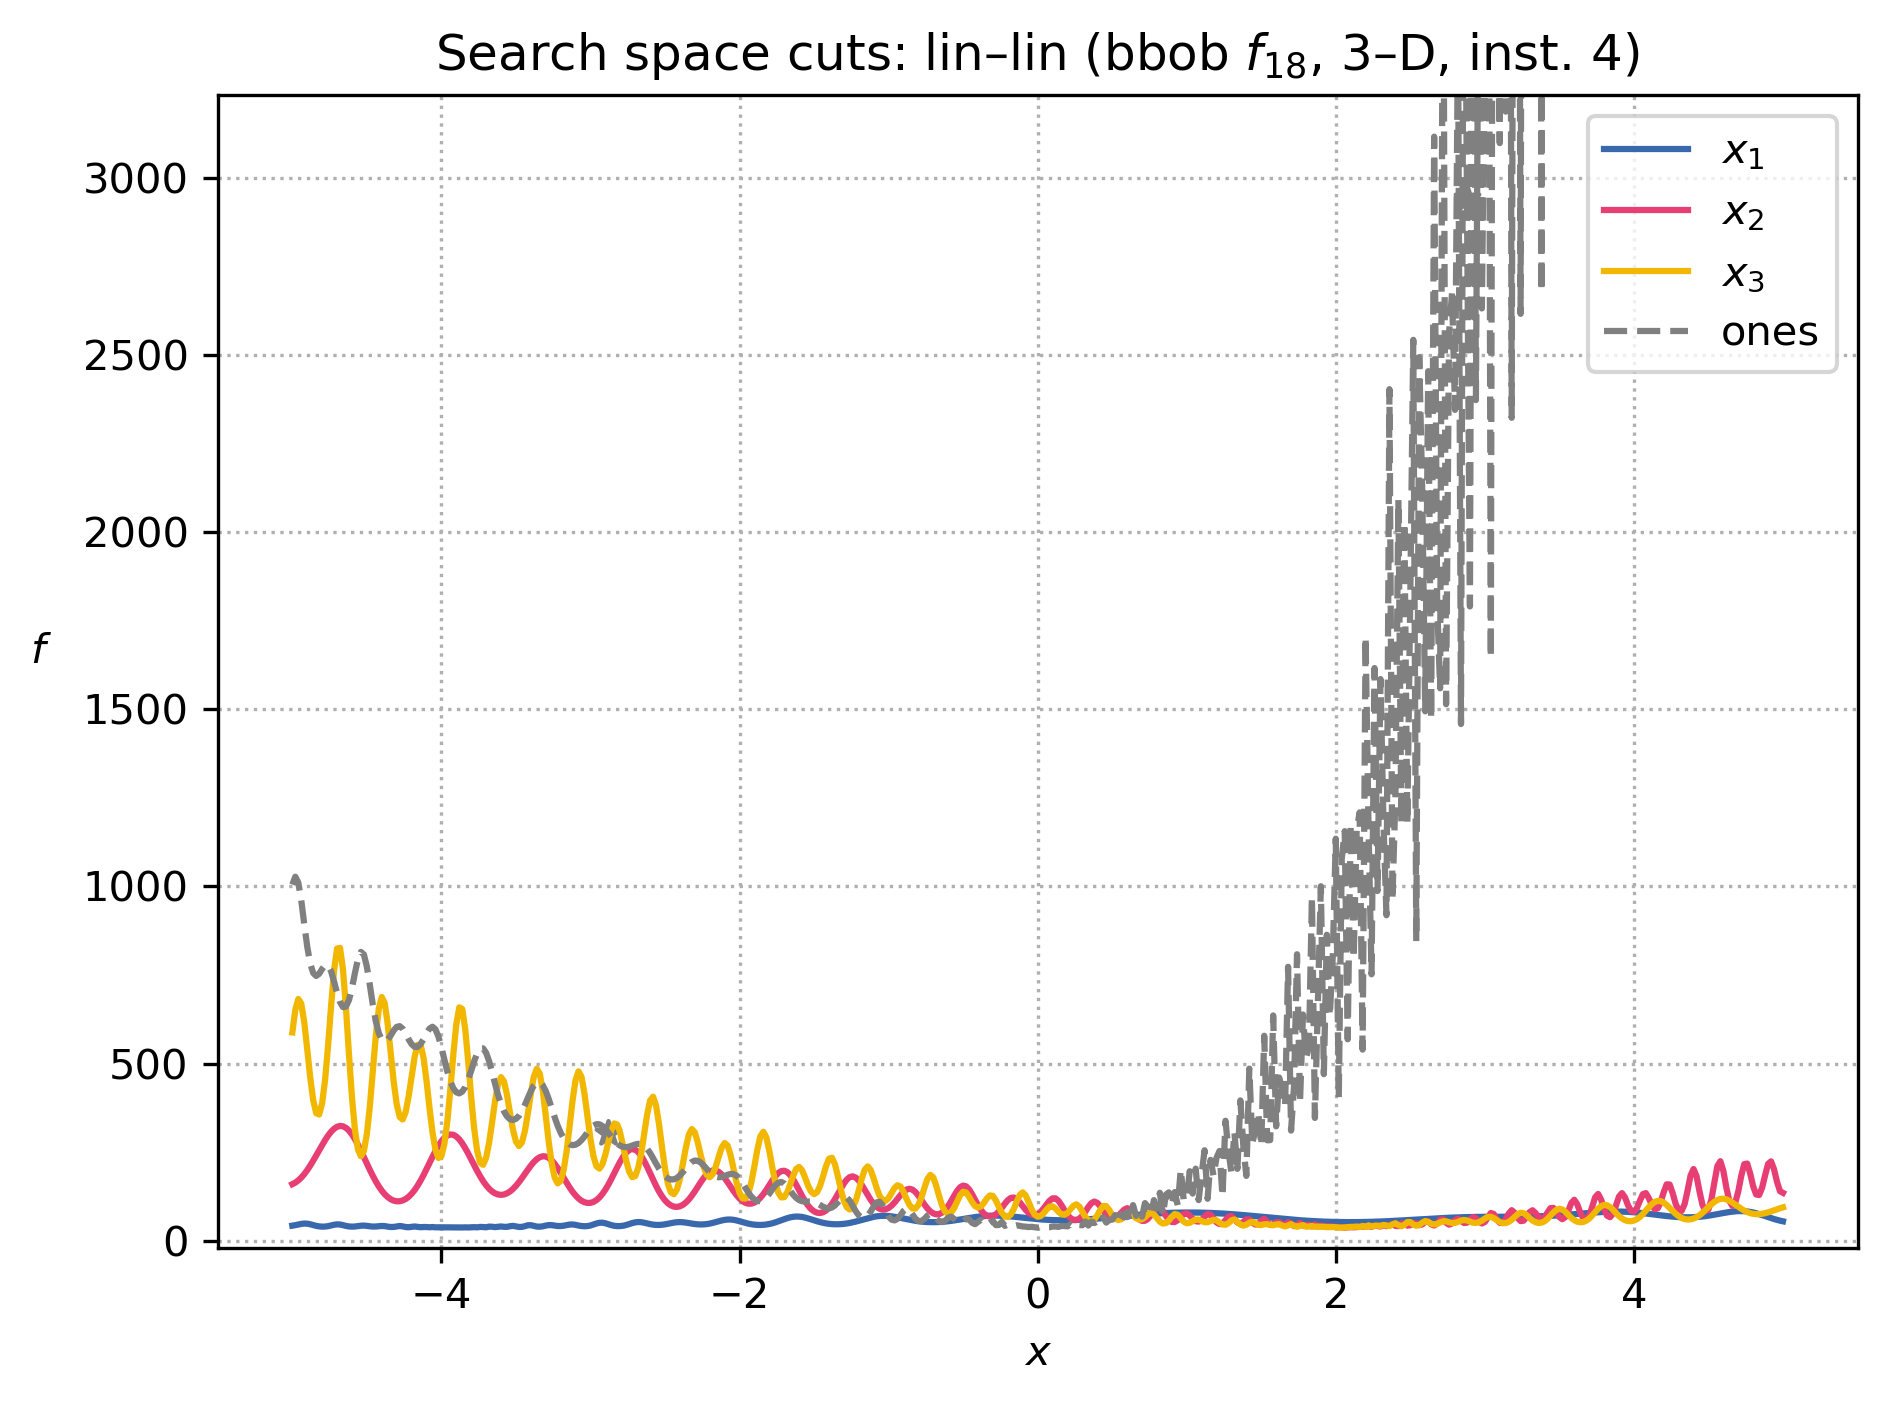 Search space cuts: lin–lin (bbob f₁₈, 3–D, inst. 4)
3000
2500
2000
1500
1000
500
0
f
−4
−2
0
2
4
x
x₁
x₂
x₃
ones